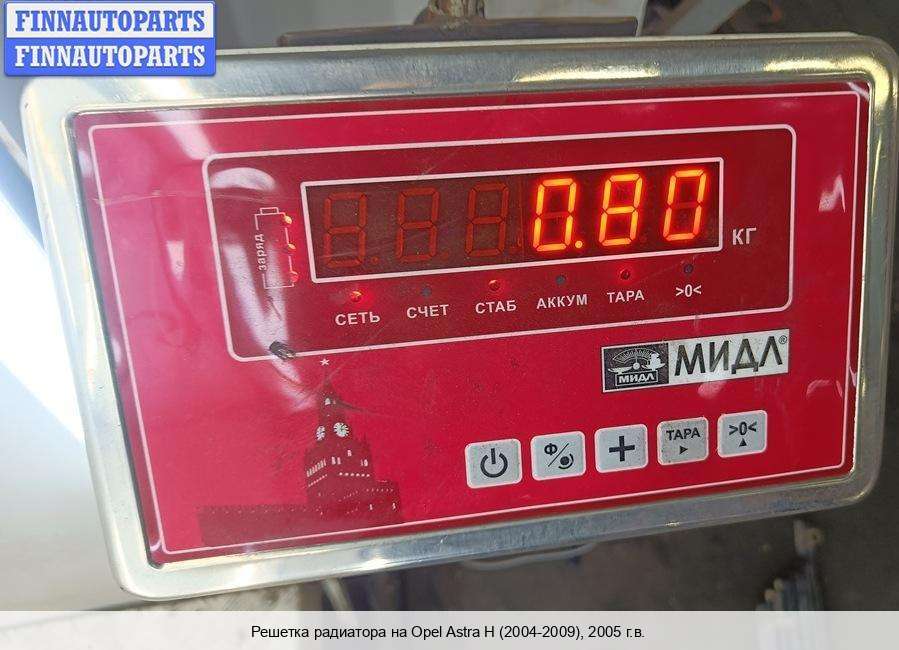 FINNAUTOPARTS
FINNAUTOPARTS
0.80 КГ
заряд
СЕТЬ СЧЕТ СТАБ АККУМ ТАРА >0<
МИДЛ МИДЛ®
Ф/ + ТАРА >0<
Решетка радиатора на Opel Astra H (2004-2009), 2005 г.в.